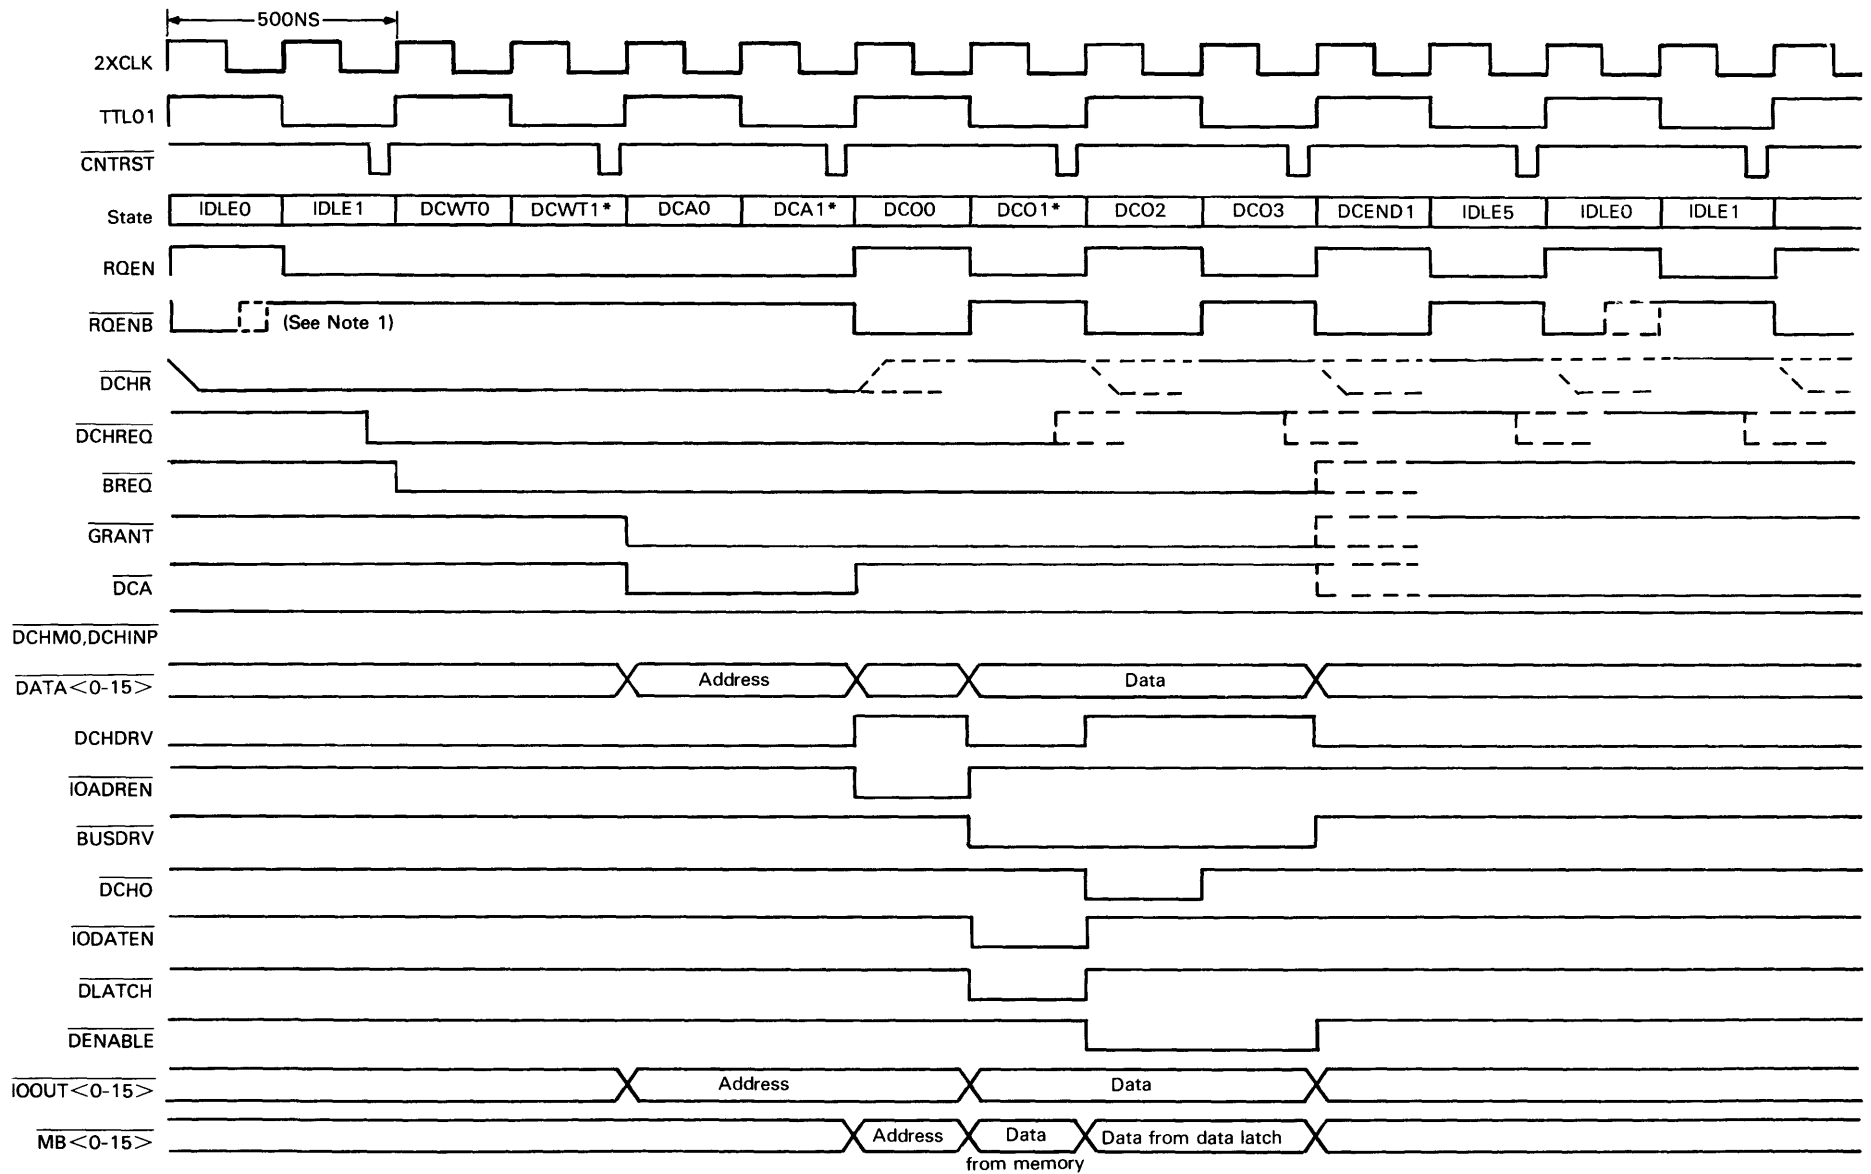 500NS
2XCLK
TTLO1
CNTRST
State IDLE0 IDLE1 DCWT0 DCWT1* DCA0 DCA1* DCO0 DCO1* DCO2 DCO3 DCEND1 IDLE5 IDLE0 IDLE1
RQEN
RQENB (See Note 1)
DCHR
DCHREQ
BREQ
GRANT
DCA
DCHM0,DCHINP
DATA<0-15> Address Data
DCHDRV
IOADREN
BUSDRV
DCHO
IODATEN
DLATCH
DENABLE
IOOUT<0-15> Address Data
MB<0-15> Address Data Data from data latch
from memory